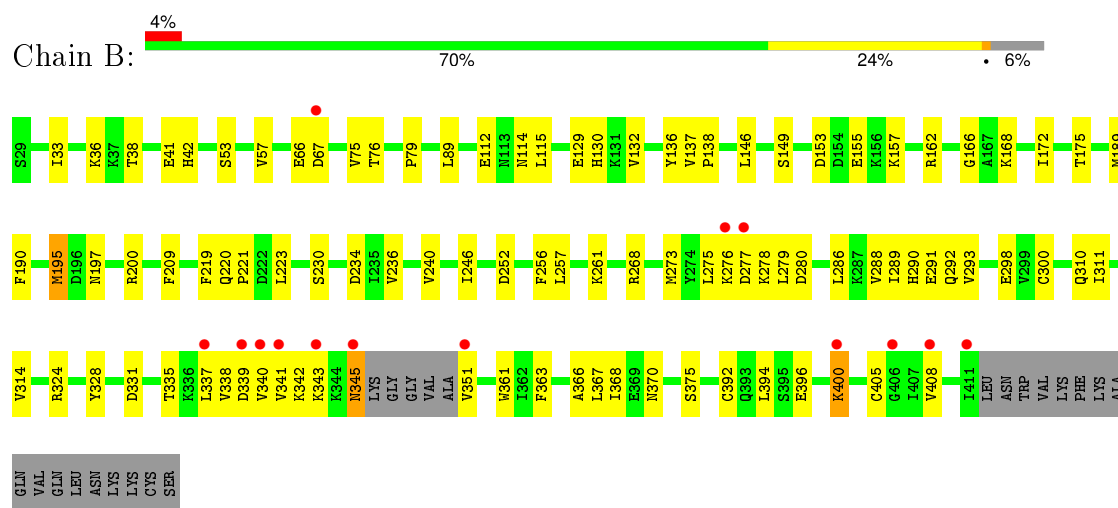 4%
Chain B:
70% 24% • 6%
S29 I33 K36 K37 T38 E41 H42 S53 V57 E66 D67 V75 T76 P79 L89 E112 N113 N114 L115 E129 H130 K131 V132 Y136 V137 P138 L146 S149 D153 D154 E155 K156 K157 R162 G166 A167 K168 I172 T175 M189
F190 M195 D196 N197 R200 F209 F219 Q220 P221 D222 L223 S230 D234 I235 V236 V240 I246 D252 F256 L257 K261 R268 M273 Y274 L275 K276 D277 K278 L279 D280 L286 K287 V288 I289 H290 E291 Q292 V293 E298 V299 C300 Q310 I311
V314 R324 Y328 D331 T335 K336 L337 V338 D339 V340 V341 K342 K343 K344 N345 LYS GLY GLY VAL ALA V351 W361 I362 F363 A366 L367 I368 E369 N370 S375 C392 Q393 L394 S395 E396 K400 C405 G406 I407 V408 I411 LEU ASN TRP VAL LYS PHE LYS ALA
GLN VAL GLN LEU ASN LYS LYS CYS SER